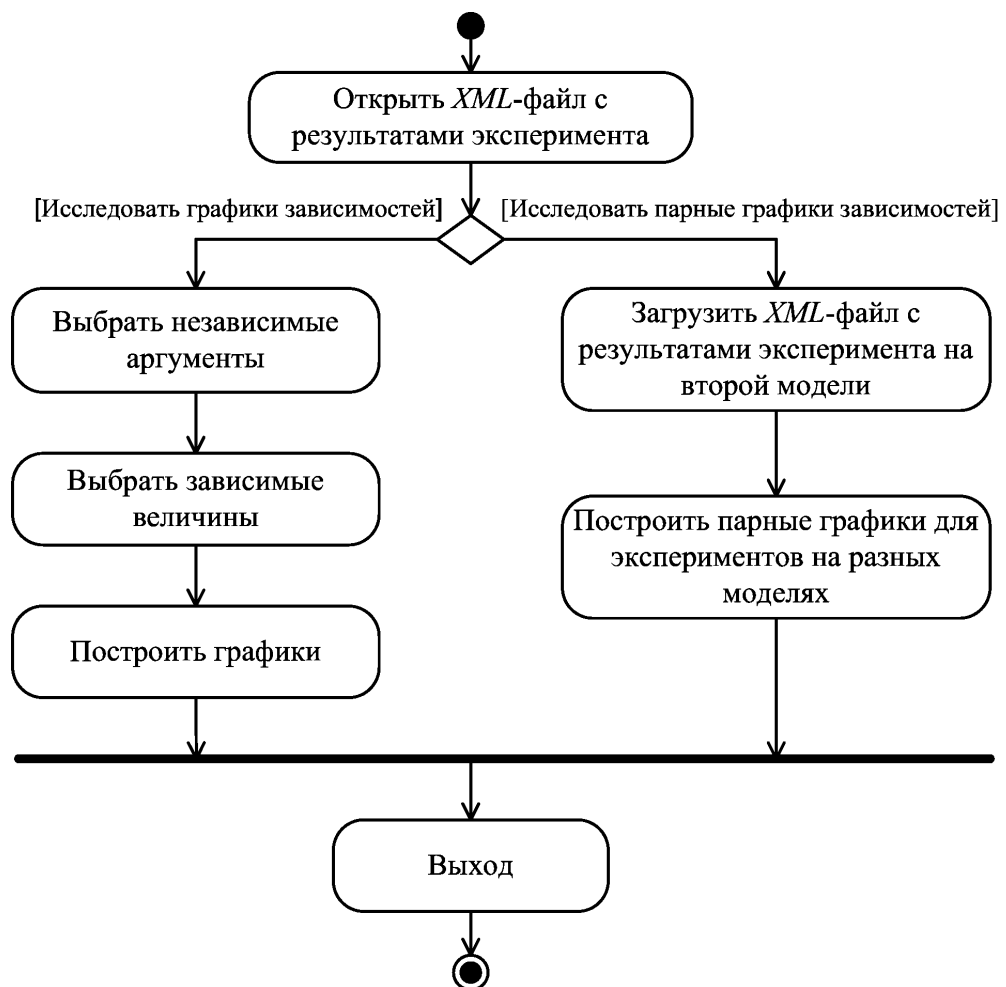 Открыть XML-файл с
результатами эксперимента
[Исследовать графики зависимостей]
[Исследовать парные графики зависимостей]
Выбрать независимые
аргументы
Загрузить XML-файл с
результатами эксперимента на
второй модели
Выбрать зависимые
величины
Построить парные графики для
экспериментов на разных
моделях
Построить графики
Выход